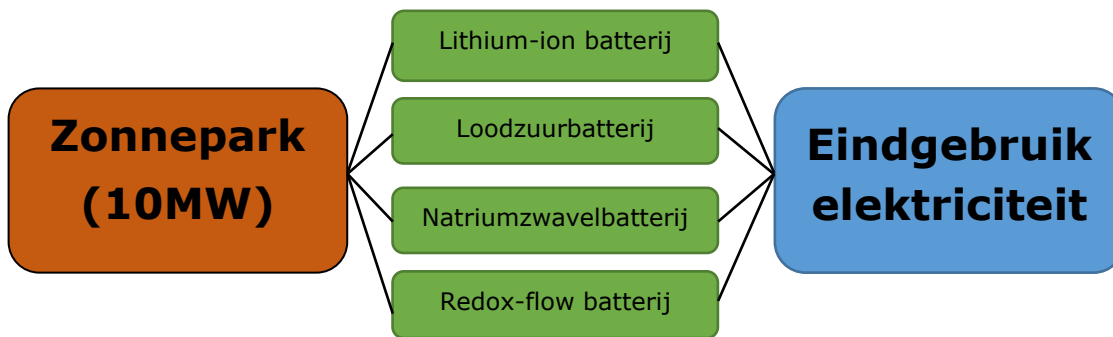 Zonnepark
(10MW)
Lithium-ion batterij
Loodzuurbatterij
Natriumzwavelbatterij
Redox-flow batterij
Eindgebruik
elektriciteit